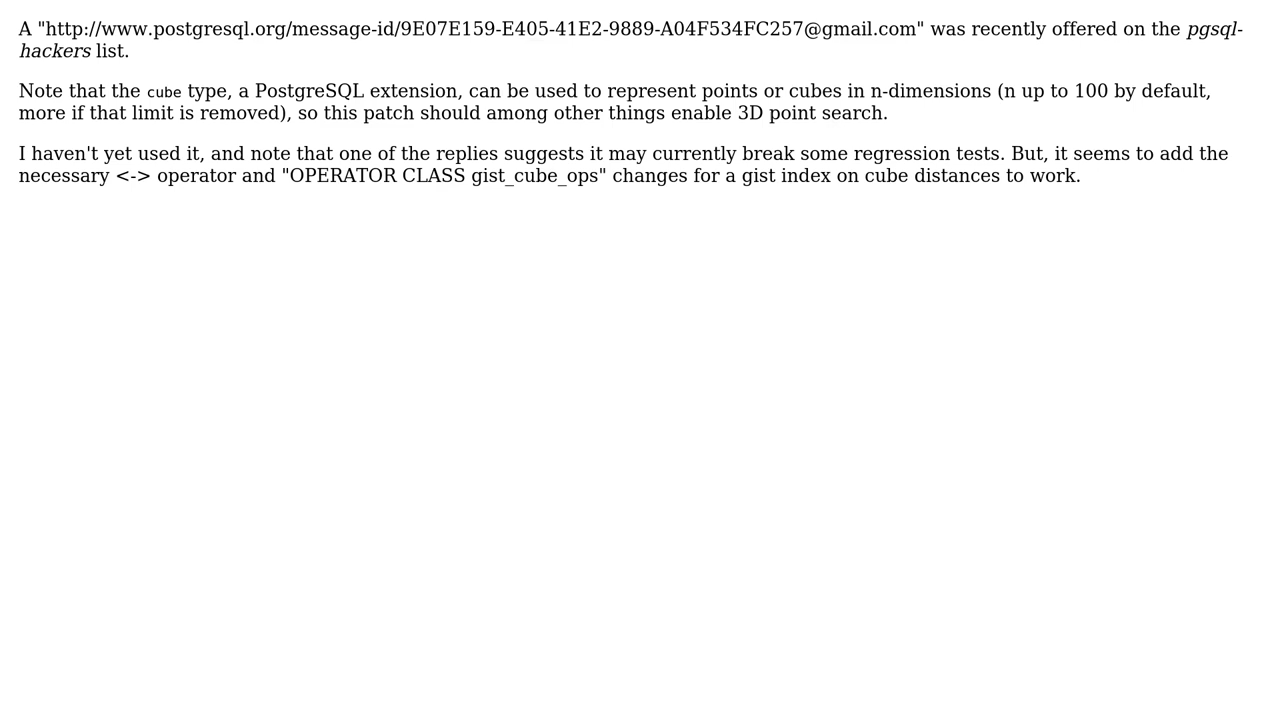 A "http://www.postgresql.org/message-id/9E07E159-E405-41E2-9889-A04F534FC257@gmail.com" was recently offered on the pgsql-
hackers list.
Note that the cube type, a PostgreSQL extension, can be used to represent points or cubes in n-dimensions (n up to 100 by default,
more if that limit is removed), so this patch should among other things enable 3D point search.
I haven't yet used it, and note that one of the replies suggests it may currently break some regression tests. But, it seems to add the
necessary <-> operator and "OPERATOR CLASS gist_cube_ops" changes for a gist index on cube distances to work.